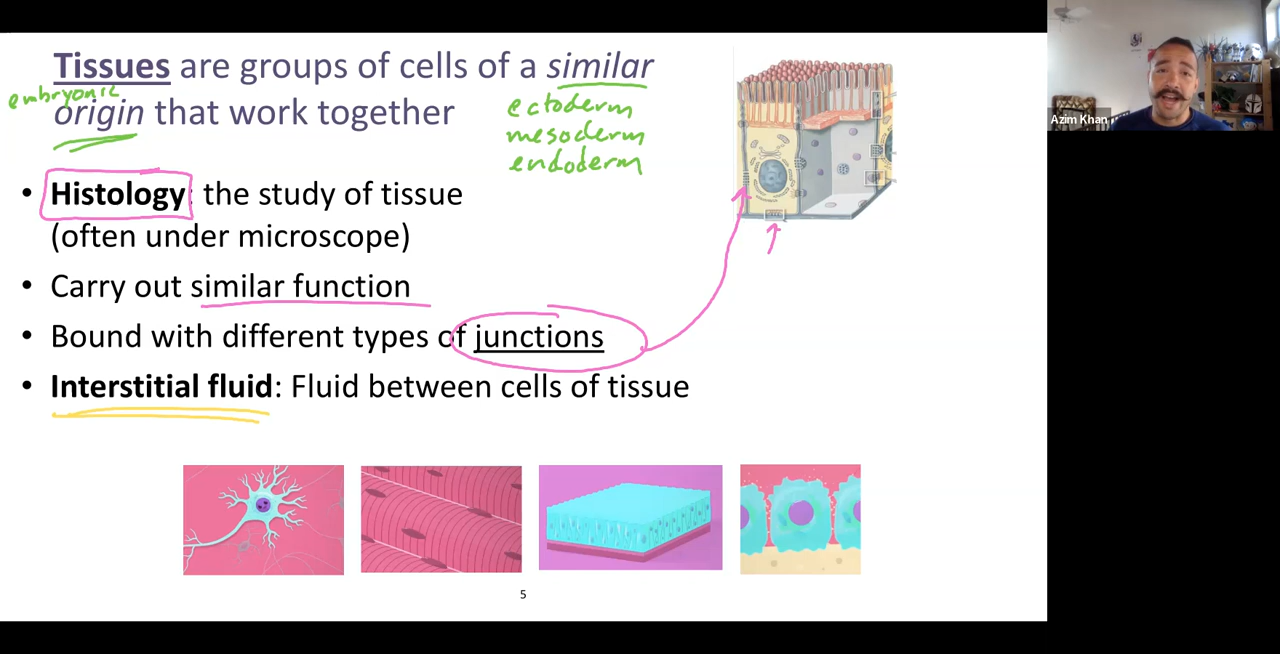 Tissues are groups of cells of a similar
embryonic
origin that work together
ectoderm
mesoderm
endoderm
• Histology: the study of tissue
(often under microscope)
• Carry out similar function
• Bound with different types of junctions
• Interstitial fluid: Fluid between cells of tissue
5
Azim Khan